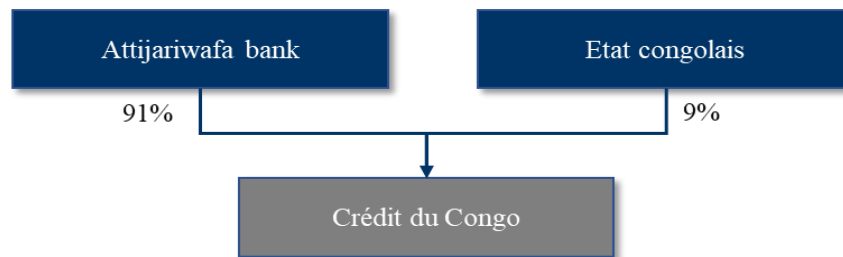 Attijariwafa bank
Etat congolais
91%
9%
Crédit du Congo